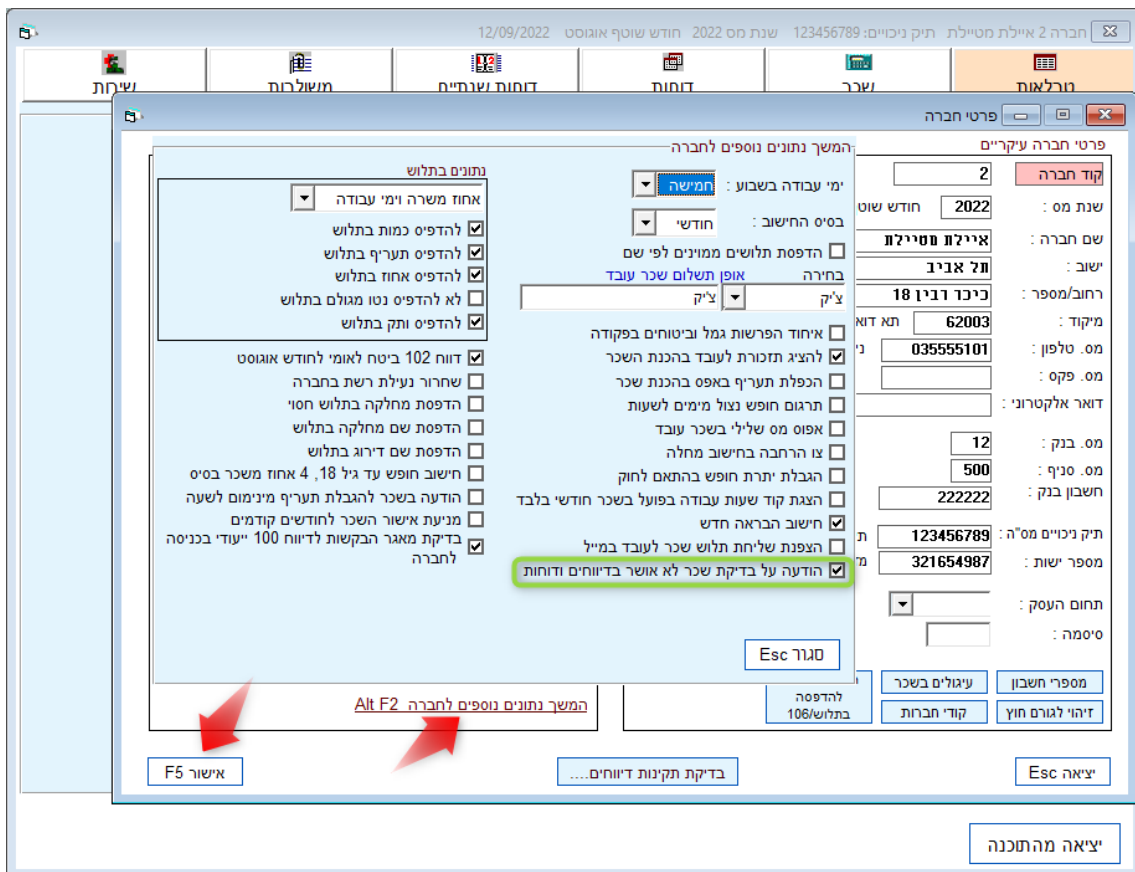 חברה 2 איילת מטיילת תיק ניכויים: 123456789 שנת מס 2022 חודש שוטף אוגוסט 12/09/2022
טבלאות שכר דוחות דוחות שנתיים משולבות שירות
פרטי חברה
פרטי חברה עיקריים
קוד חברה 2
שנת מס : 2022 חודש שוט
שם חברה : איילת מטיילת
ישוב : תל אביב
רחוב/מספר : כיכר רבין 18
מיקוד : 62003 תא דוא
מס. טלפון : 035555101 ני
מס. פקס :
דואר אלקטרוני :
מס. בנק : 12
מס. סניף : 500
חשבון בנק : 222222
תיק ניכויים מס"ה : 123456789 ת
מספר ישות : 321654987
תחום העסק :
סיסמה :
מספרי חשבון עיגולים בשכר
זיהוי לגורם חוץ קודי חברות
להדפסה
בתלוש/106
המשך נתונים נוספים לחברה
ימי עבודה בשבוע : חמישה
בסיס החישוב : חודשי
הדפסת תלושים ממוינים לפי שם
בחירה אופן תשלום שכר עובד
צ'יק צ'יק
איחוד הפרשות גמל וביטוחים בפקודה
להציג תזכורת לעובד בהכנת השכר
הכפלת תעריף באפס בהכנת שכר
תרגום חופש נצול מימים לשעות
אפוס מס שלילי בשכר עובד
צו הרחבה בחישוב מחלה
הגבלת יתרת חופש בהתאם לחוק
הצגת קוד שעות עבודה בפועל בשכר חודשי בלבד
חישוב הבראה חדש
הצפנת שליחת תלוש שכר לעובד במייל
הודעה על בדיקת שכר לא אושר בדיווחים ודוחות
נתונים בתלוש
אחוז משרה וימי עבודה
להדפיס כמות בתלוש
להדפיס תעריף בתלוש
להדפיס אחוז בתלוש
לא להדפיס נטו מגולם בתלוש
להדפיס ותק בתלוש
דווח 102 ביטח לאומי לחודש אוגוסט
שחרור נעילת רשת בחברה
הדפסת מחלקה בתלוש חסוי
הדפסת שם מחלקה בתלוש
הדפסת שם דירוג בתלוש
חישוב חופש עד גיל 18, 4 אחוז משכר בסיס
הודעה בשכר להגבלת תעריף מינימום לשעה
מניעת אישור השכר לחודשים קודמים
בדיקת מאגר הבקשות לדיווח 100 ייעודי בכניסה
לחברה
סגור Esc
המשך נתונים נוספים לחברה Alt F2
יציאה Esc בדיקת תקינות דיווחים.... אישור F5
יציאה מהתוכנה